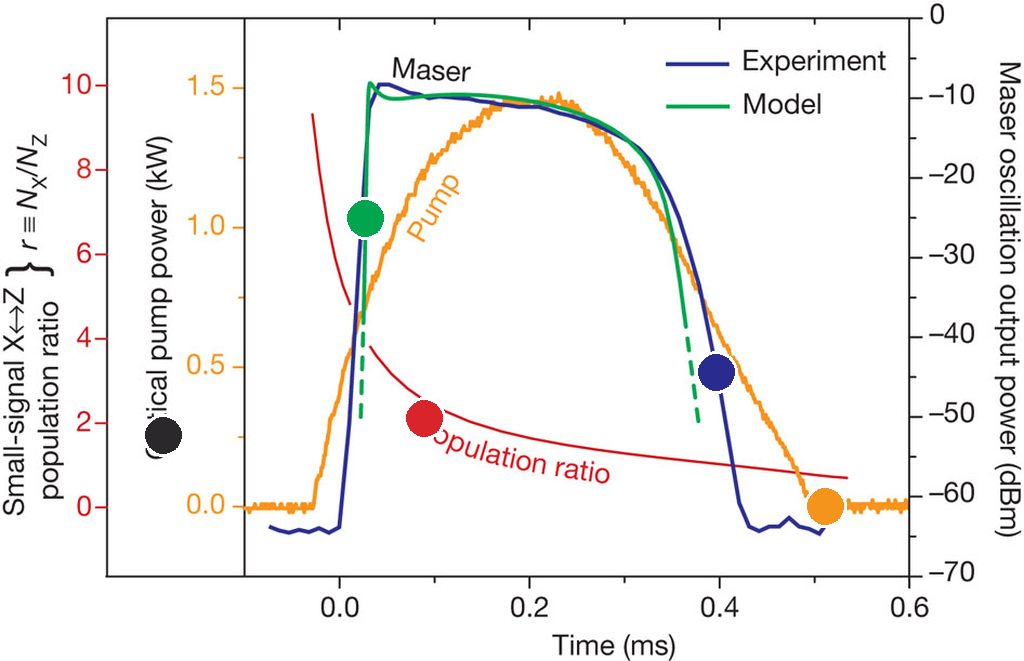 Small-signal X↔Z
population ratio
} r ≡ NX/NZ
10
8
6
4
2
0
pump power (kW)
1.5
1.0
0.5
0.0
Maser
Pump
ratio
Experiment
Model
0
−10
−20
−30
−40
−50
−60
−70
Maser oscillation output power (dBm)
0.0
0.2
0.4
0.6
Time (ms)